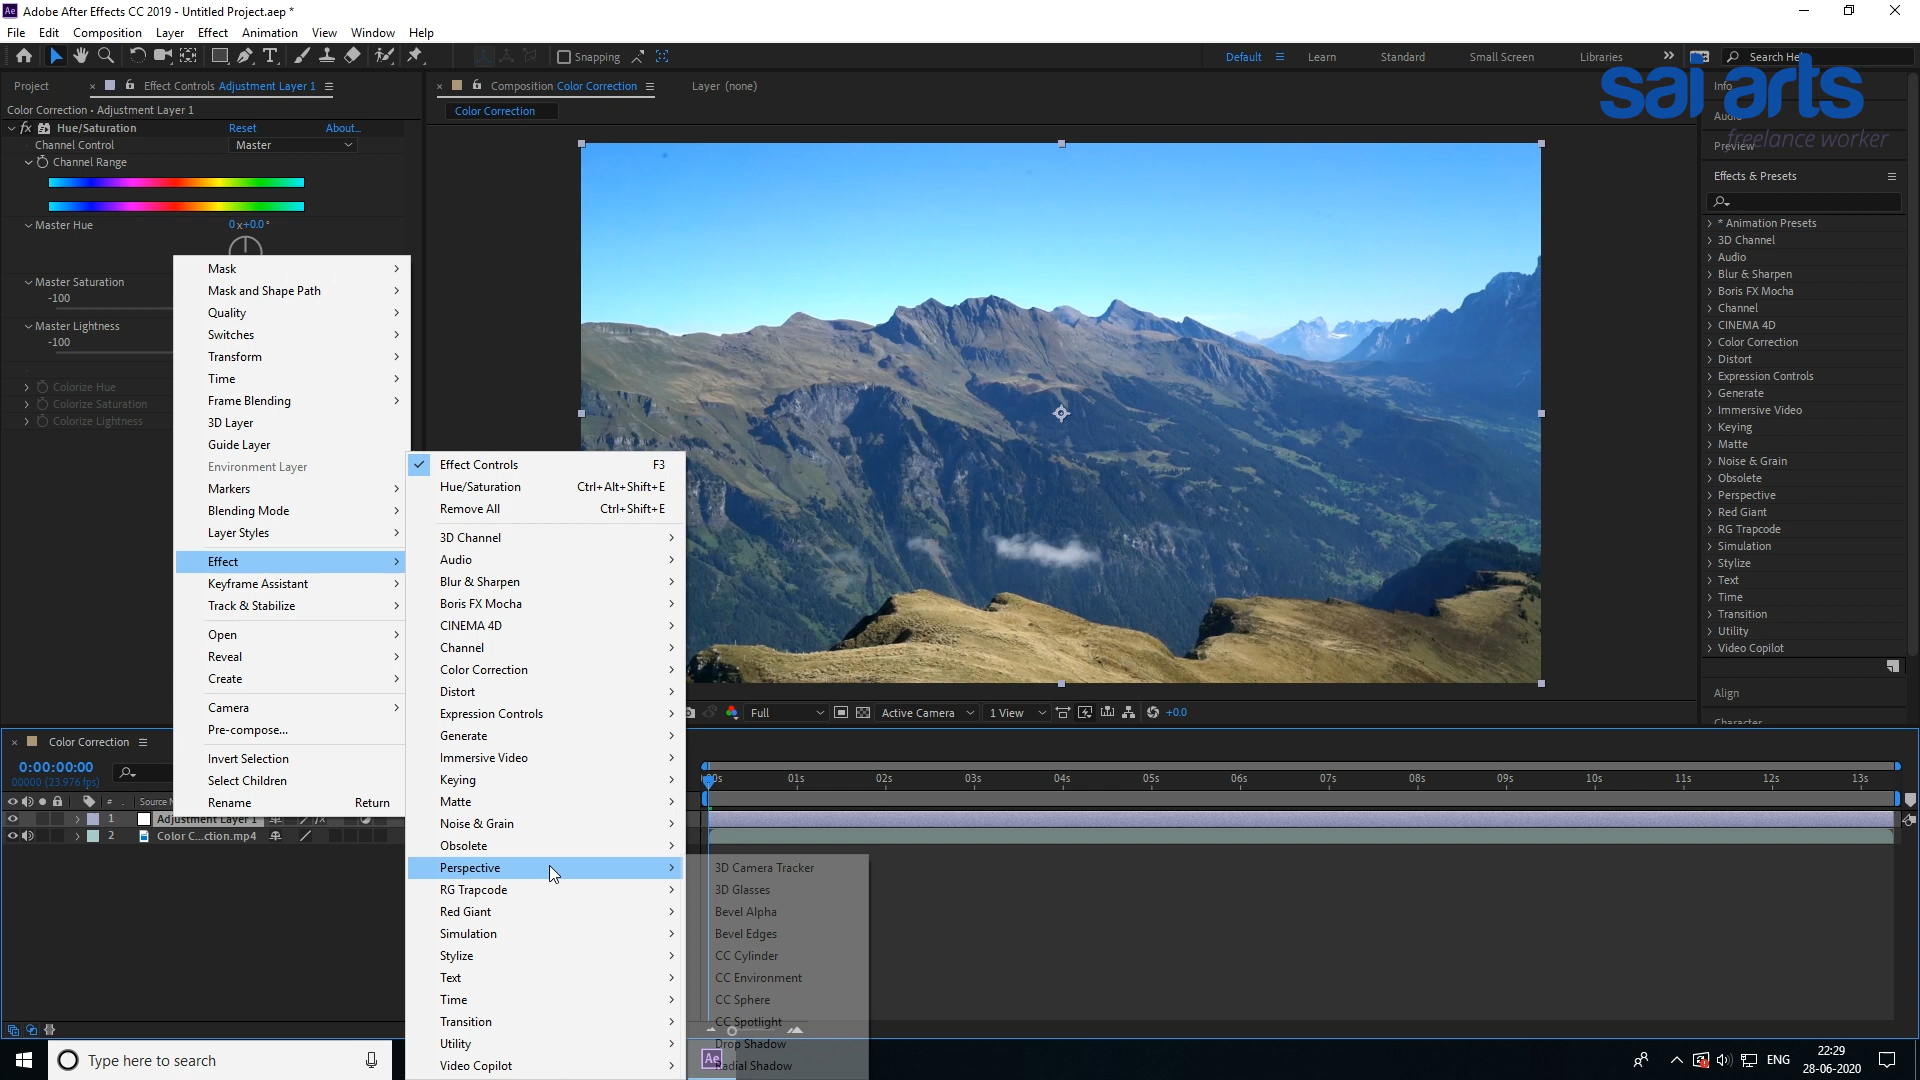 Adobe After Effects CC 2019 - Untitled Project.aep *
File Edit Composition Layer Effect Animation View Window Help
Snapping
Default Learn Standard Small Screen Libraries
sai arts
freelance worker
Project
Effect Controls Adjustment Layer 1
Color Correction • Adjustment Layer 1
fx Hue/Saturation Reset About...
Channel Control Master
Channel Range
Master Hue 0x+0.0°
Master Saturation
-100
Master Lightness
-100
Colorize Hue
Colorize Saturation
Colorize Lightness
Composition Color Correction
Layer (none)
Color Correction
Mask
Mask and Shape Path
Quality
Switches
Transform
Time
Frame Blending
3D Layer
Guide Layer
Environment Layer
Markers
Blending Mode
Layer Styles
Effect
Keyframe Assistant
Track & Stabilize
Open
Reveal
Create
Camera
Pre-compose...
Invert Selection
Select Children
Rename Return
Effect Controls F3
Hue/Saturation Ctrl+Alt+Shift+E
Remove All Ctrl+Shift+E
3D Channel
Audio
Blur & Sharpen
Boris FX Mocha
CINEMA 4D
Channel
Color Correction
Distort
Expression Controls
Generate
Immersive Video
Keying
Matte
Noise & Grain
Obsolete
Perspective
RG Trapcode
Red Giant
Simulation
Stylize
Text
Time
Transition
Utility
Video Copilot
3D Camera Tracker
3D Glasses
Bevel Alpha
Bevel Edges
CC Cylinder
CC Environment
CC Sphere
CC Spotlight
Drop Shadow
Radial Shadow
Full Active Camera 1 View +0.0
Info
Preview
Effects & Presets
* Animation Presets
3D Channel
Audio
Blur & Sharpen
Boris FX Mocha
Channel
CINEMA 4D
Color Correction
Distort
Expression Controls
Generate
Immersive Video
Keying
Matte
Noise & Grain
Obsolete
Perspective
Red Giant
RG Trapcode
Simulation
Stylize
Text
Time
Transition
Utility
Video Copilot
Align
Character
Color Correction
0:00:00:00
00000 (23.976 fps)
# Source
01s 02s 03s 04s 05s 06s 07s 08s 09s 10s 11s 12s 13s
1 Adjustment Layer 1
2 Color C...ction.mp4
Type here to search
Ae
ENG
22:29
28-06-2020